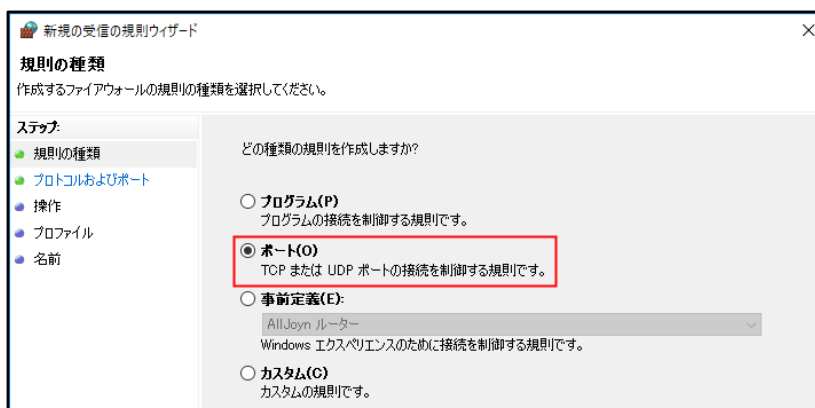 新規の受信の規則ウィザード
規則の種類
作成するファイアウォールの規則の種類を選択してください。
ステップ:
規則の種類
プロトコルおよびポート
操作
プロファイル
名前
どの種類の規則を作成しますか?
プログラム(P)
プログラムの接続を制御する規則です。
ポート(O)
TCP または UDP ポートの接続を制御する規則です。
事前定義(E):
AllJoyn ルーター
Windows エクスペリエンスのために接続を制御する規則です。
カスタム(C)
カスタムの規則です。